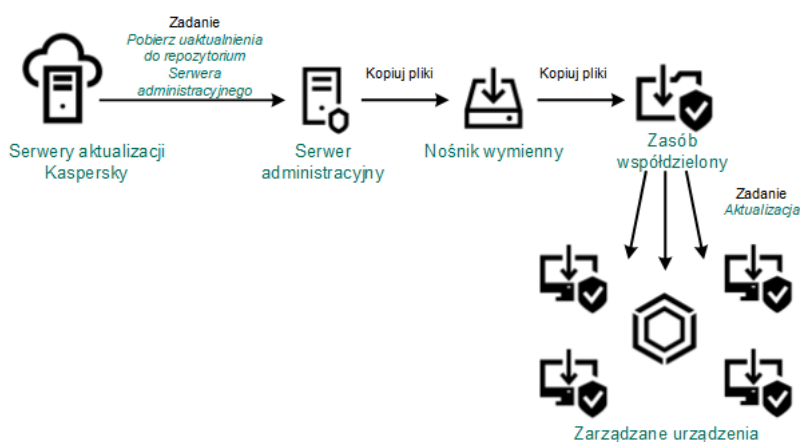 Zadanie
Pobierz uaktualnienia
do repozytorium
Serwera
administracyjnego
Kopiuj pliki
Kopiuj pliki
Serwery aktualizacji
Kaspersky
Serwer
administracyjny
Nośnik wymienny
Zasób
współdzielony
Zadanie
Aktualizacja
Zarządzane urządzenia